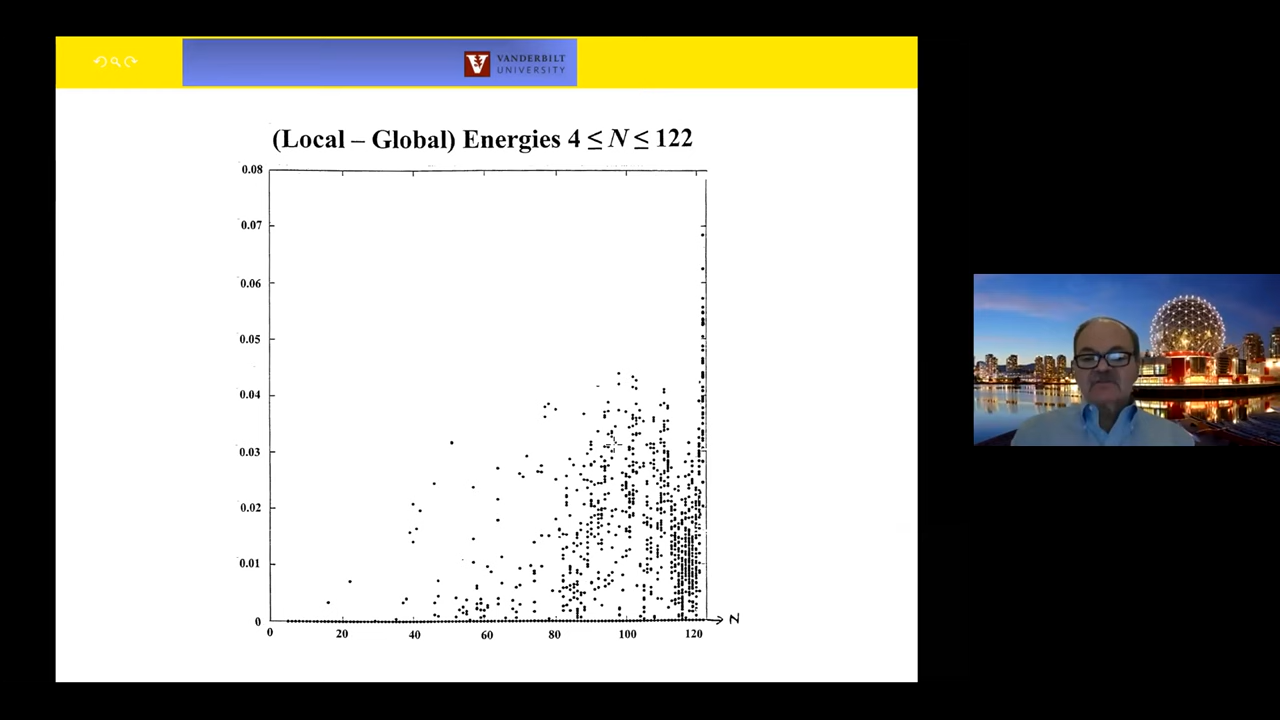 VANDERBILT
UNIVERSITY
(Local – Global) Energies 4 ≤ N ≤ 122
0.08
0.07
0.06
0.05
0.04
0.03
0.02
0.01
0
0 20 40 60 80 100 120
N